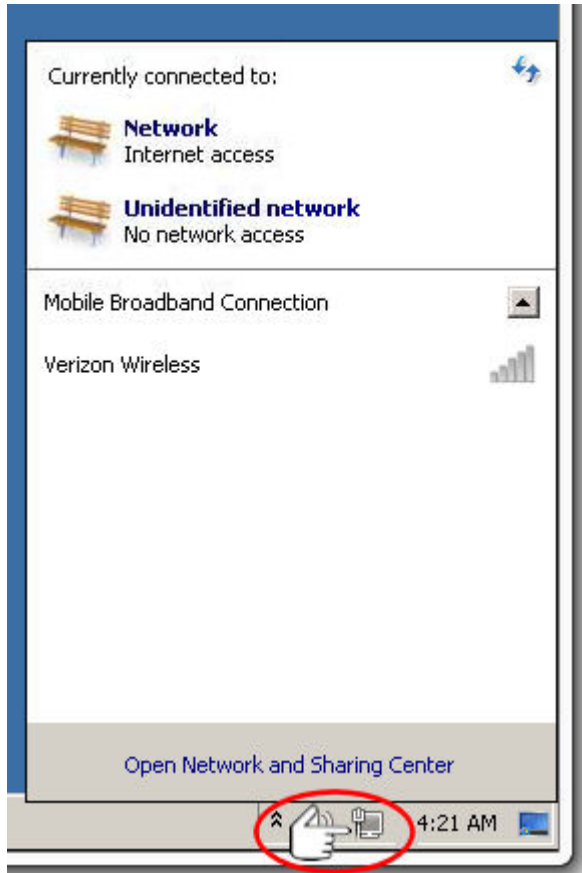 Currently connected to:
Network
Internet access
Unidentified network
No network access
Mobile Broadband Connection
Verizon Wireless
Open Network and Sharing Center
4:21 AM